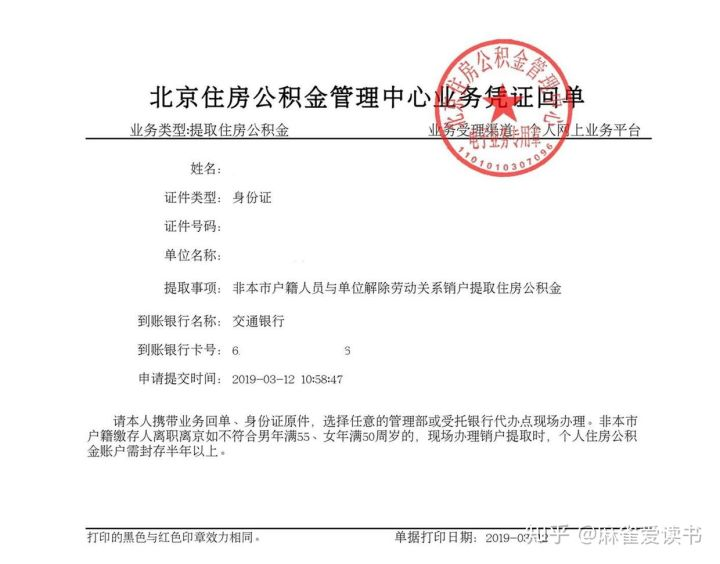 北京住房公积金管理中心业务凭证回单
业务类型:提取住房公积金
业务受理渠道:个人网上业务平台
北京住房公积金管理中心
电子业务专用章
1101010307096
姓名:
证件类型: 身份证
证件号码:
单位名称:
提取事项: 非本市户籍人员与单位解除劳动关系销户提取住房公积金
到账银行名称: 交通银行
到账银行卡号: 6 6
申请提交时间: 2019-03-12 10:58:47
请本人携带业务回单、身份证原件，选择任意的管理部或受托银行代办点现场办理。非本市
户籍缴存人离职离京如不符合男年满55、女年满50周岁的，现场办理销户提取时，个人住房公积
金账户需封存半年以上。
打印的黑色与红色印章效力相同。
单据打印日期: 2019-03-12
知乎 @麻雀爱读书